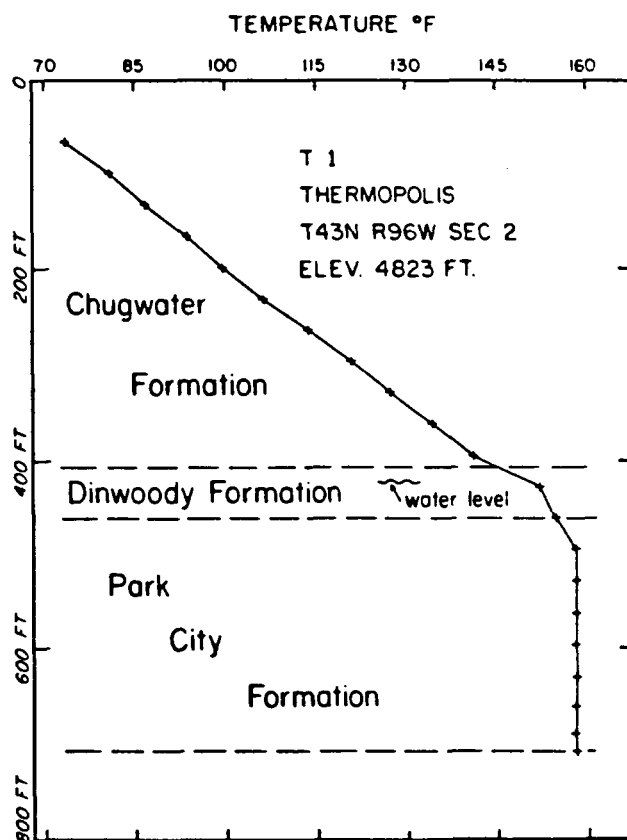 TEMPERATURE °F
70 85 100 115 130 145 160
0
T 1
THERMOPOLIS
T43N R96W SEC 2
ELEV. 4823 FT.
200 FT
Chugwater
Formation
400 FT
Dinwoody Formation
water level
Park
City
600 FT
Formation
800 FT